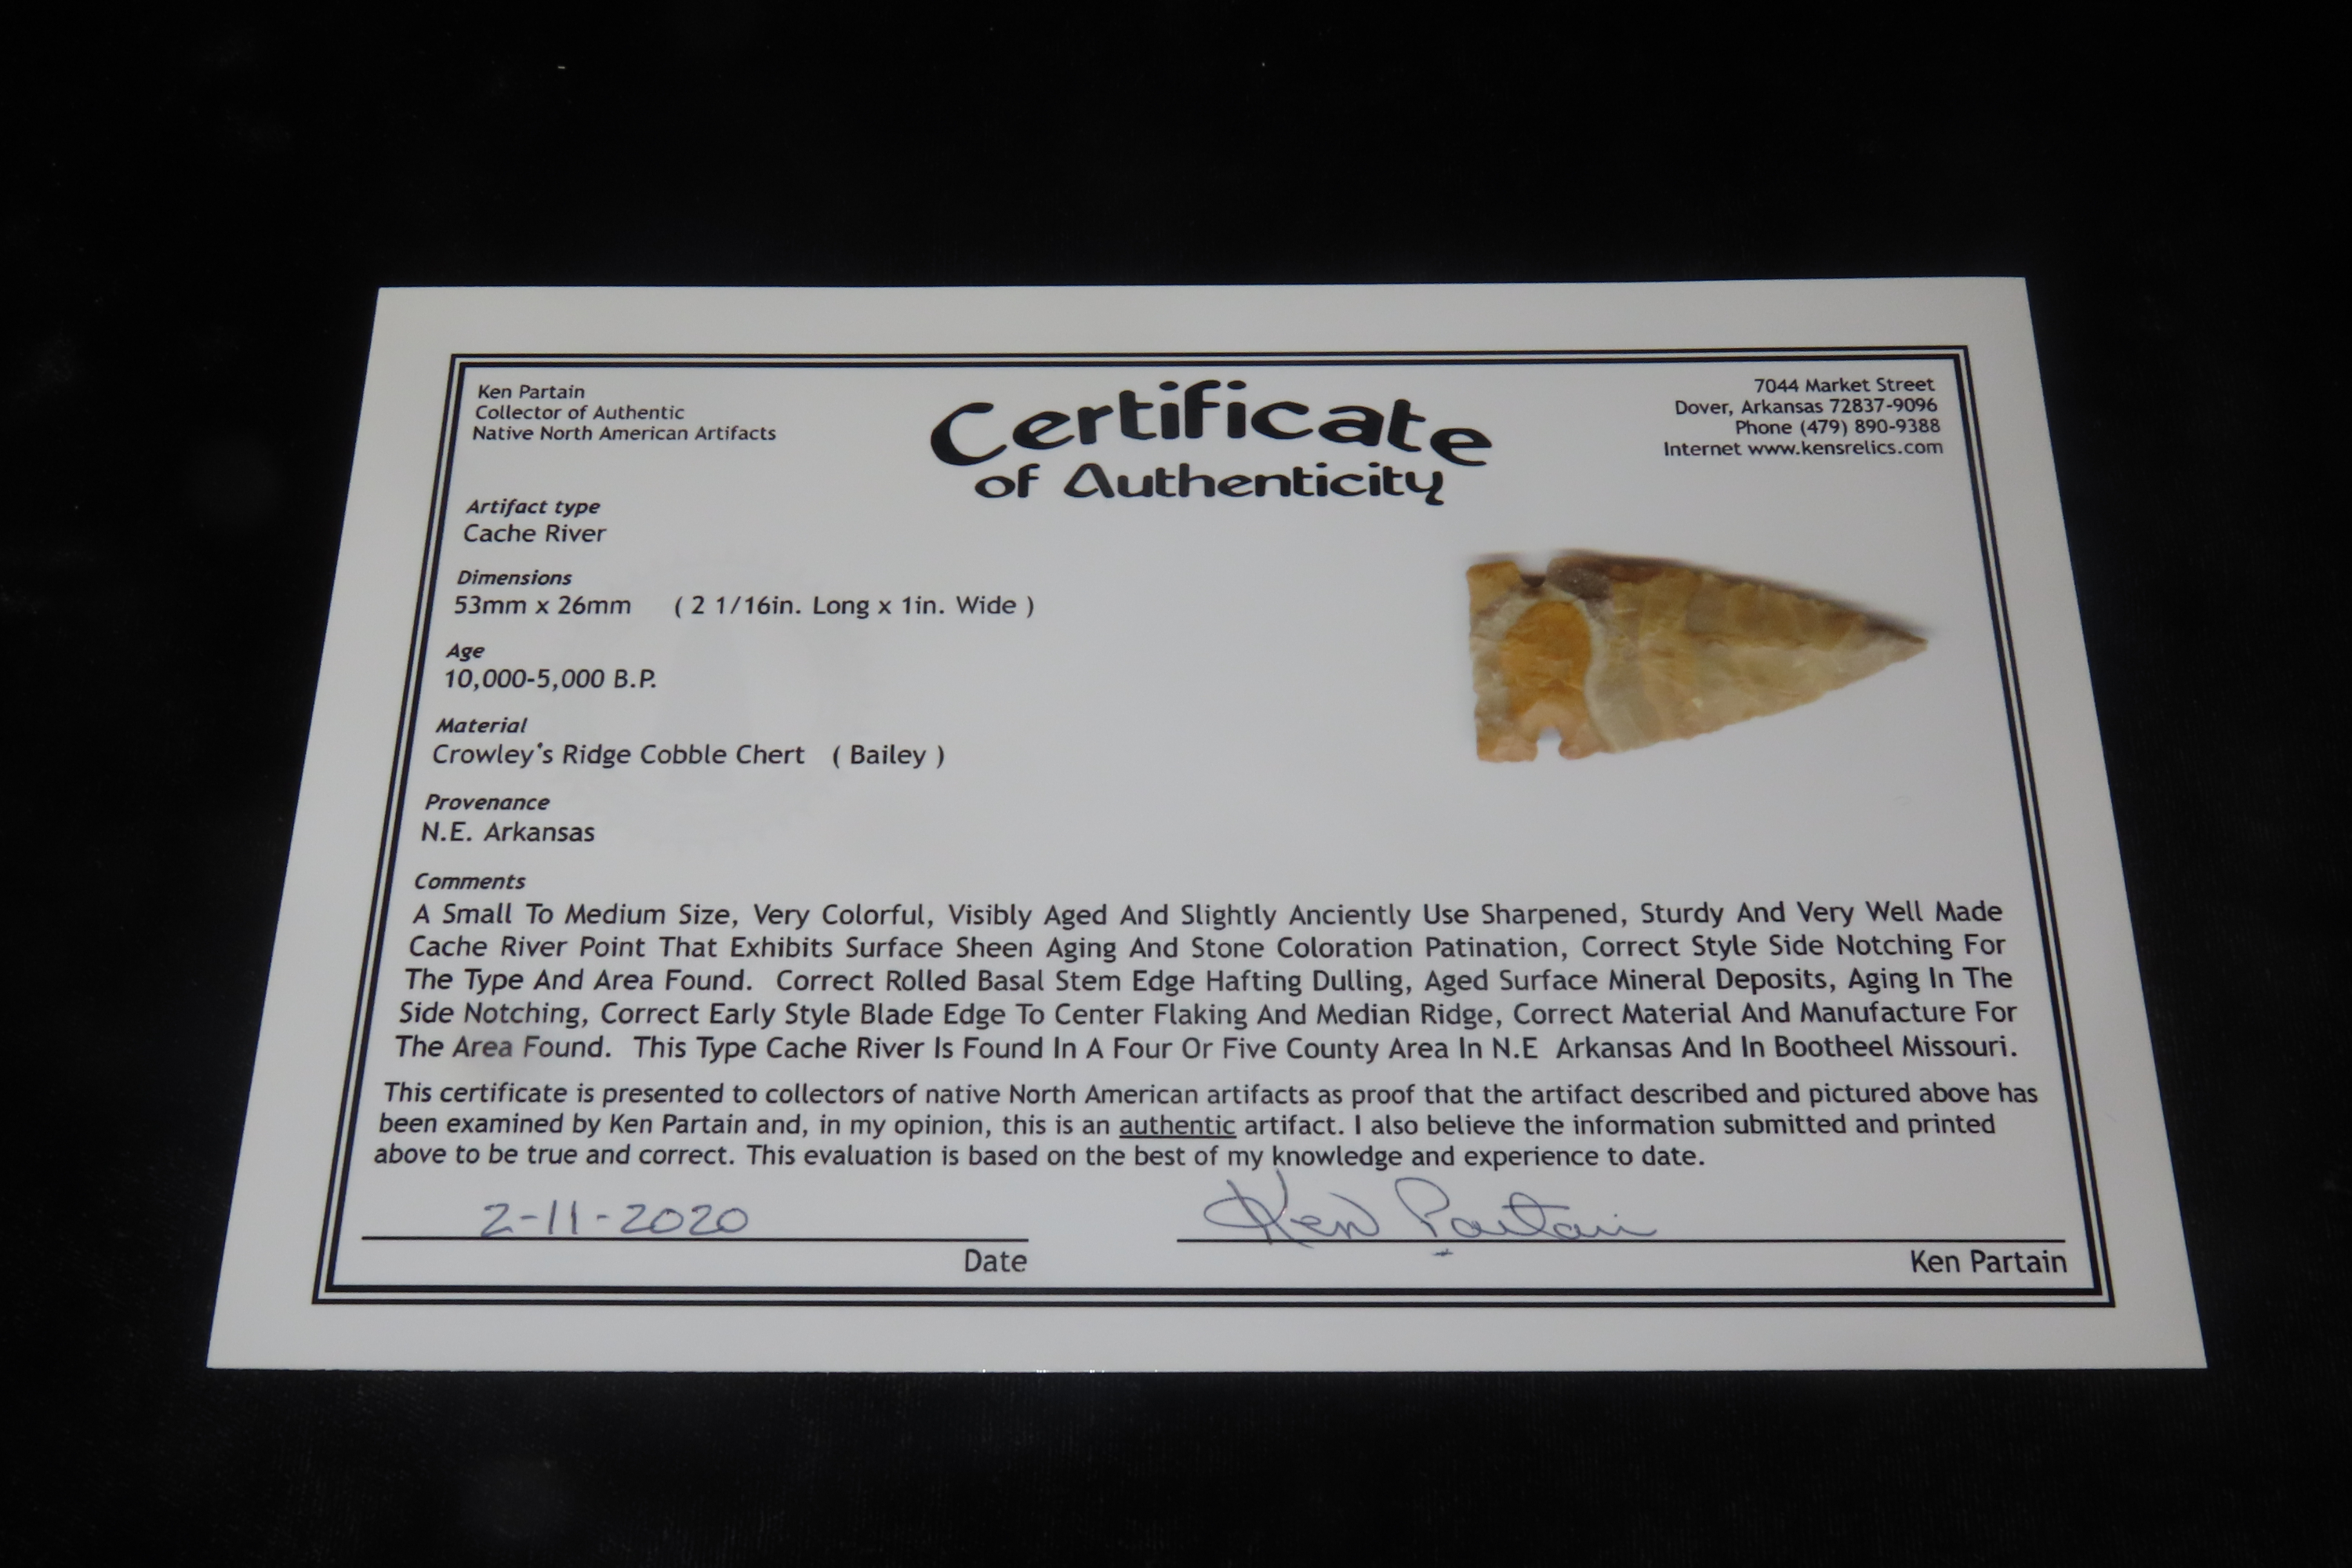 Ken Partain
Collector of Authentic
Native North American Artifacts
Certificate
of Authenticity
7044 Market Street
Dover, Arkansas 72837-9096
Phone (479) 890-9388
Internet www.kensrelics.com
Artifact type
Cache River
Dimensions
53mm x 26mm ( 2 1/16in. Long x 1in. Wide )
Age
10,000-5,000 B.P.
Material
Crowley's Ridge Cobble Chert ( Bailey )
Provenance
N.E. Arkansas
Comments
A Small To Medium Size, Very Colorful, Visibly Aged And Slightly Anciently Use Sharpened, Sturdy And Very Well Made
Cache River Point That Exhibits Surface Sheen Aging And Stone Coloration Patination, Correct Style Side Notching For
The Type And Area Found. Correct Rolled Basal Stem Edge Hafting Dulling, Aged Surface Mineral Deposits, Aging In The
Side Notching, Correct Early Style Blade Edge To Center Flaking And Median Ridge, Correct Material And Manufacture For
The Area Found. This Type Cache River Is Found In A Four Or Five County Area In N.E Arkansas And In Bootheel Missouri.
This certificate is presented to collectors of native North American artifacts as proof that the artifact described and pictured above has
been examined by Ken Partain and, in my opinion, this is an authentic artifact. I also believe the information submitted and printed
above to be true and correct. This evaluation is based on the best of my knowledge and experience to date.
2-11-2020
Ken Partain
Date
Ken Partain